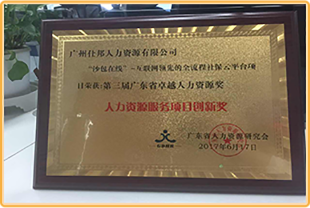 广州仕邦人力资源有限公司
“沙包在线”–互联网领先的全流程社保云平台项
目荣获:第三届广东省卓越人力资源奖
人力资源服务项目创新奖
广东省人力资源研究会
2017年6月17日